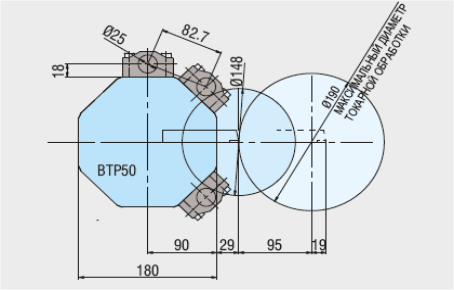 Ø25
82.7
18
Ø148
Ø190
МАКСИМАЛЬНЫЙ ДИАМЕТР
ТОКАРНОЙ ОБРАБОТКИ
BTP50
90
29
95
19
180